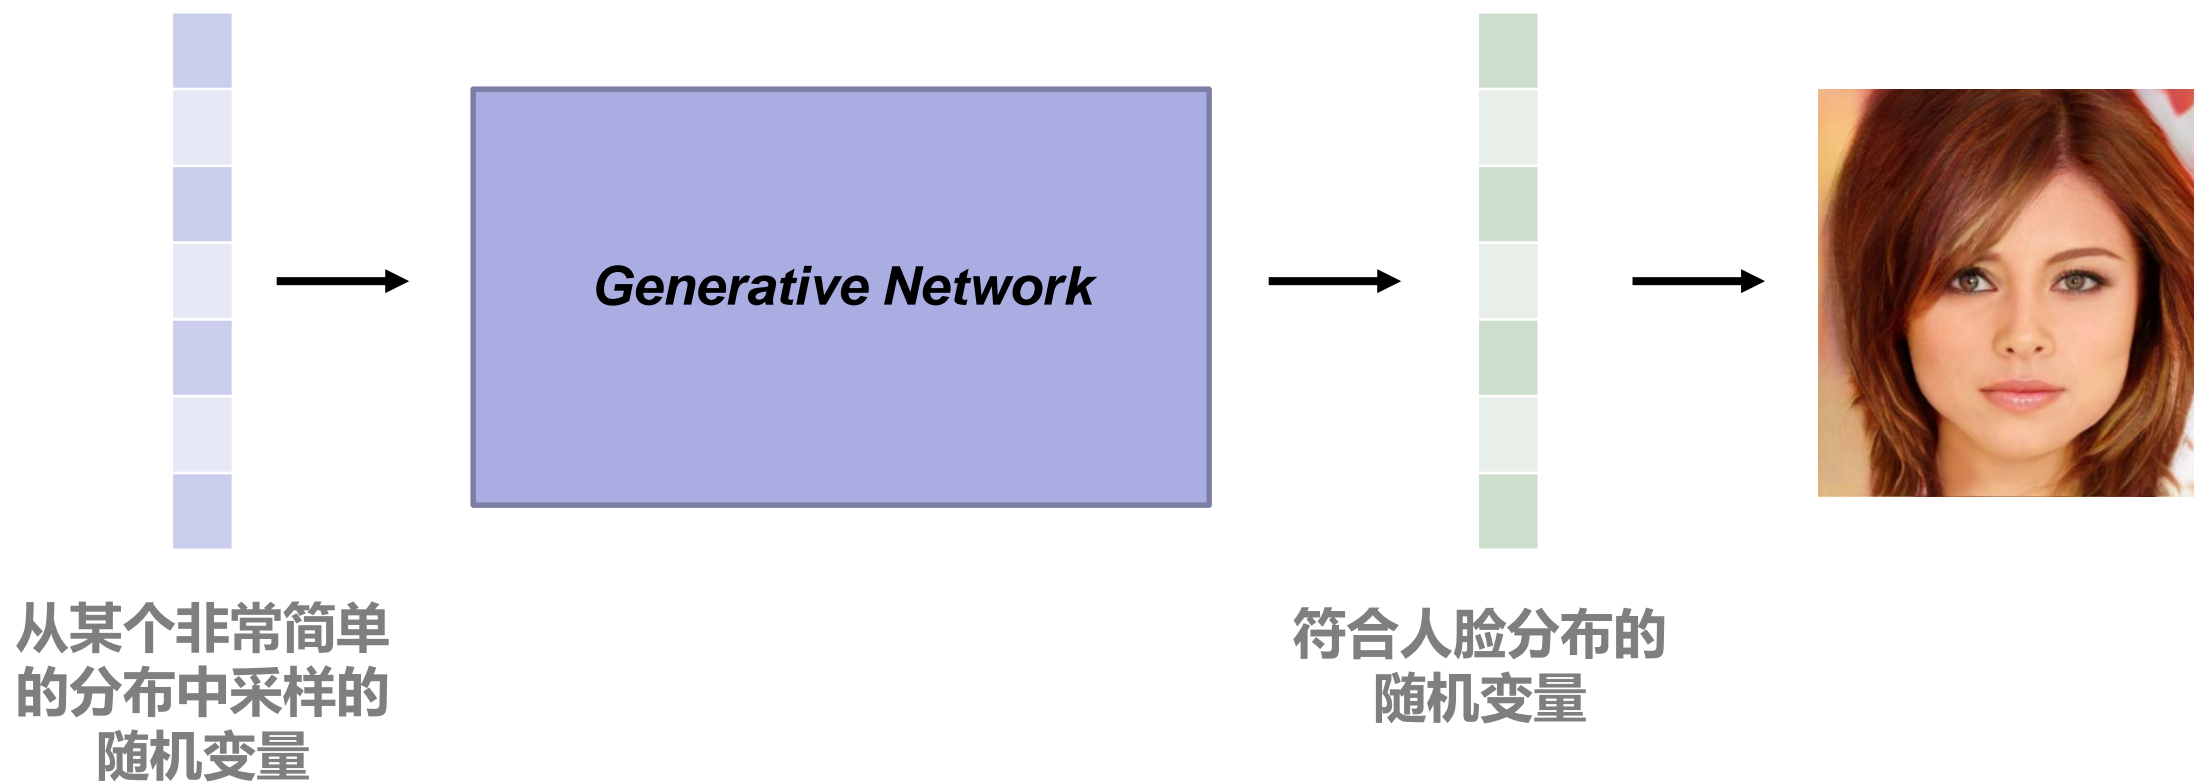 Generative Network
从某个非常简单
的分布中采样的
随机变量
符合人脸分布的
随机变量